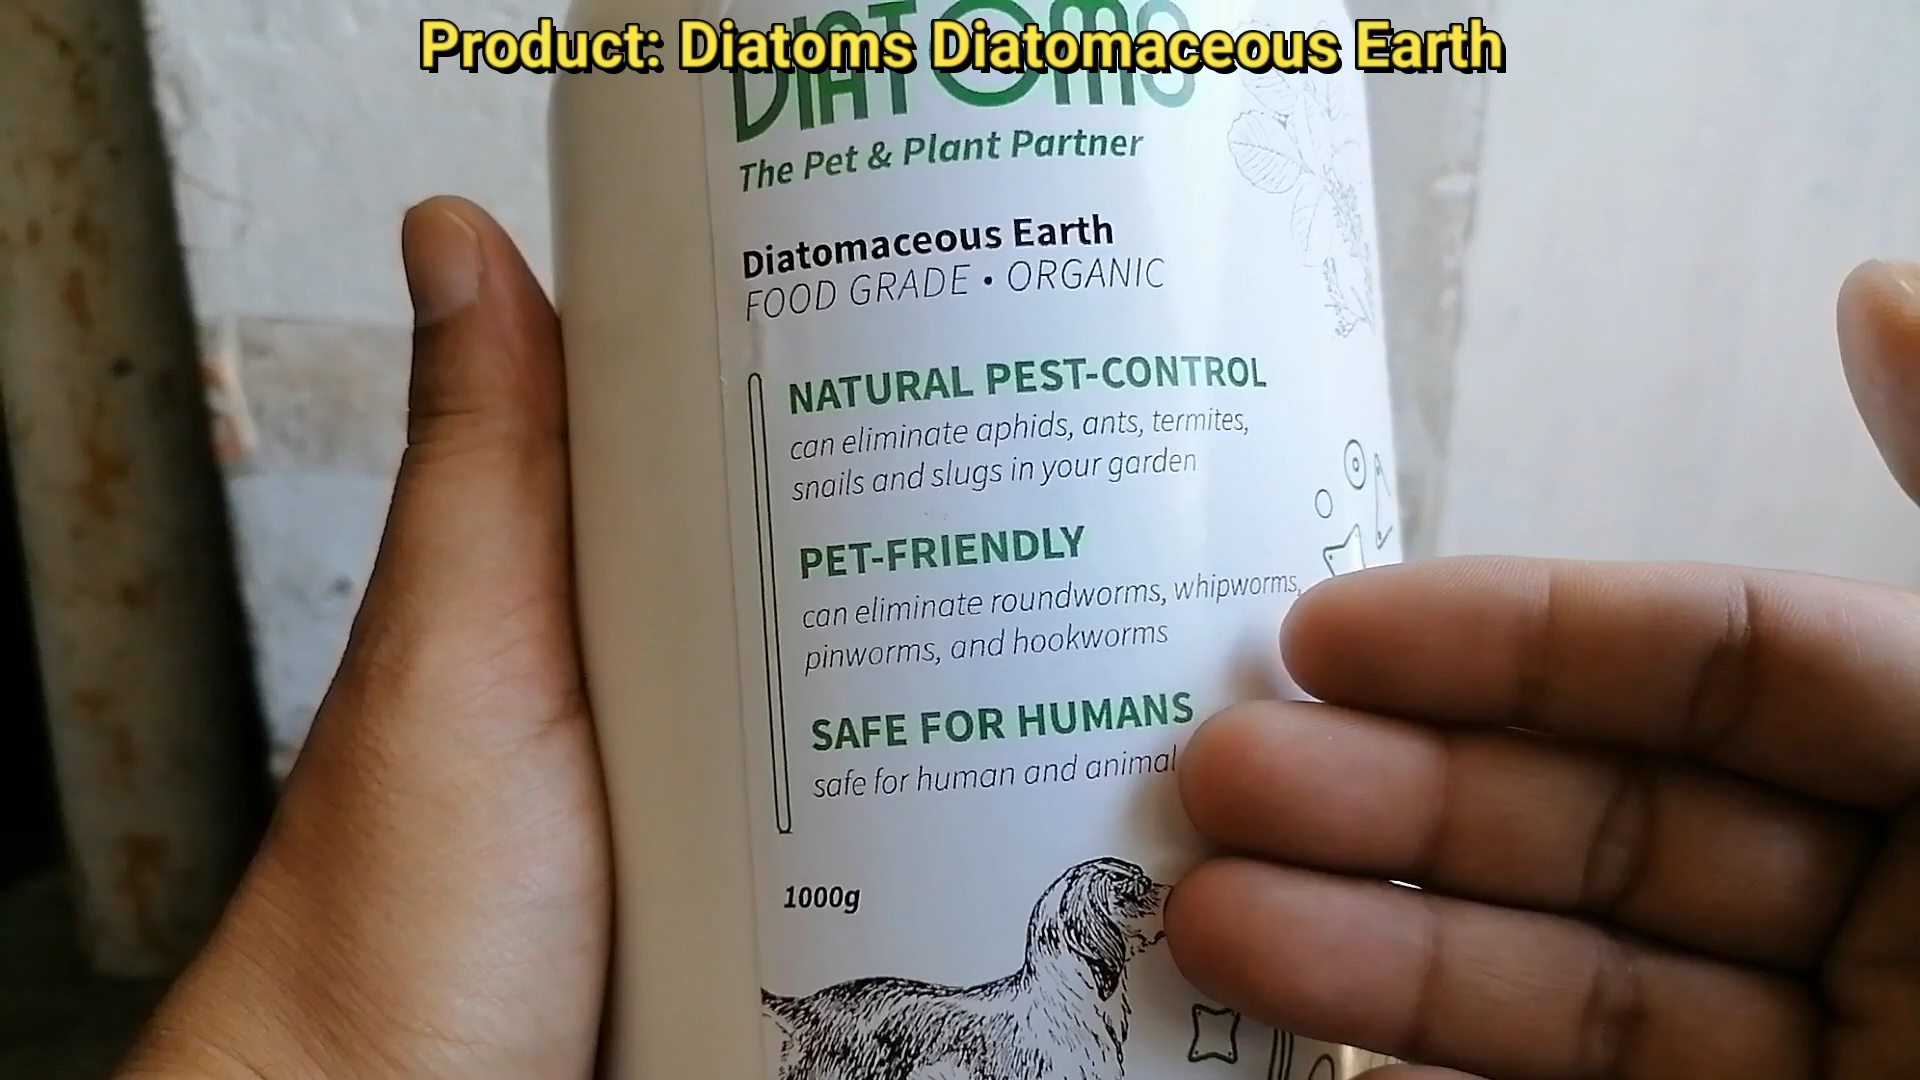 Product: Diatoms Diatomaceous Earth
DIATOMS
The Pet & Plant Partner
Diatomaceous Earth
FOOD GRADE • ORGANIC
NATURAL PEST-CONTROL
can eliminate aphids, ants, termites,
snails and slugs in your garden
PET-FRIENDLY
can eliminate roundworms, whipworms,
pinworms, and hookworms
SAFE FOR HUMANS
safe for human and animal
1000g